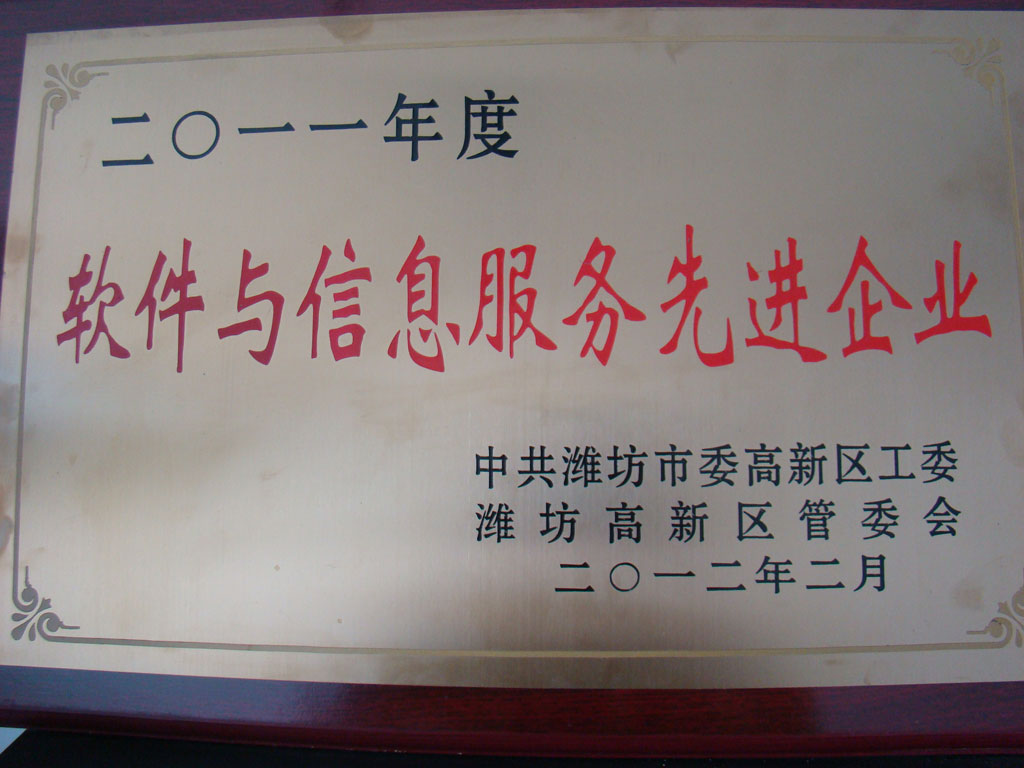 二〇一一年度
软件与信息服务先进企业
中共潍坊市委高新区工委
潍坊高新区管委会
二〇一二年二月